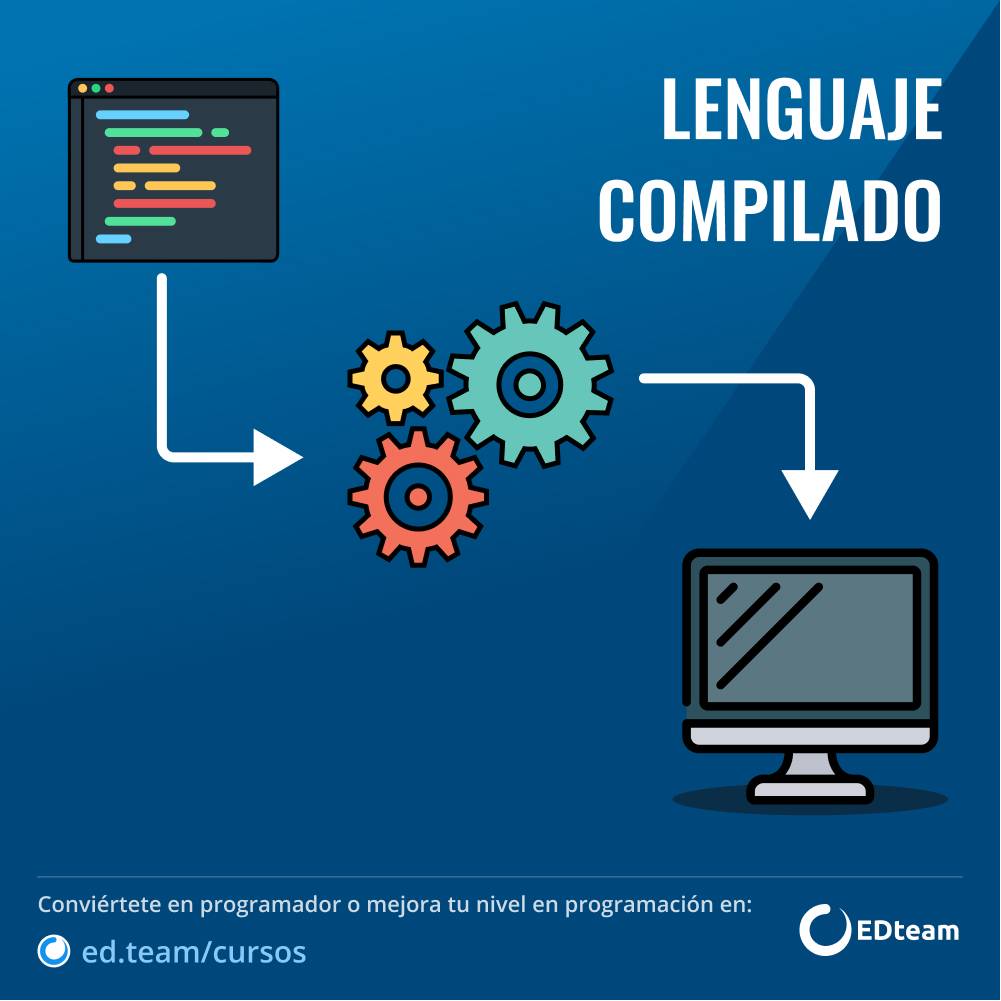 LENGUAJE
COMPILADO
Conviértete en programador o mejora tu nivel en programación en:
ed.team/cursos
EDteam